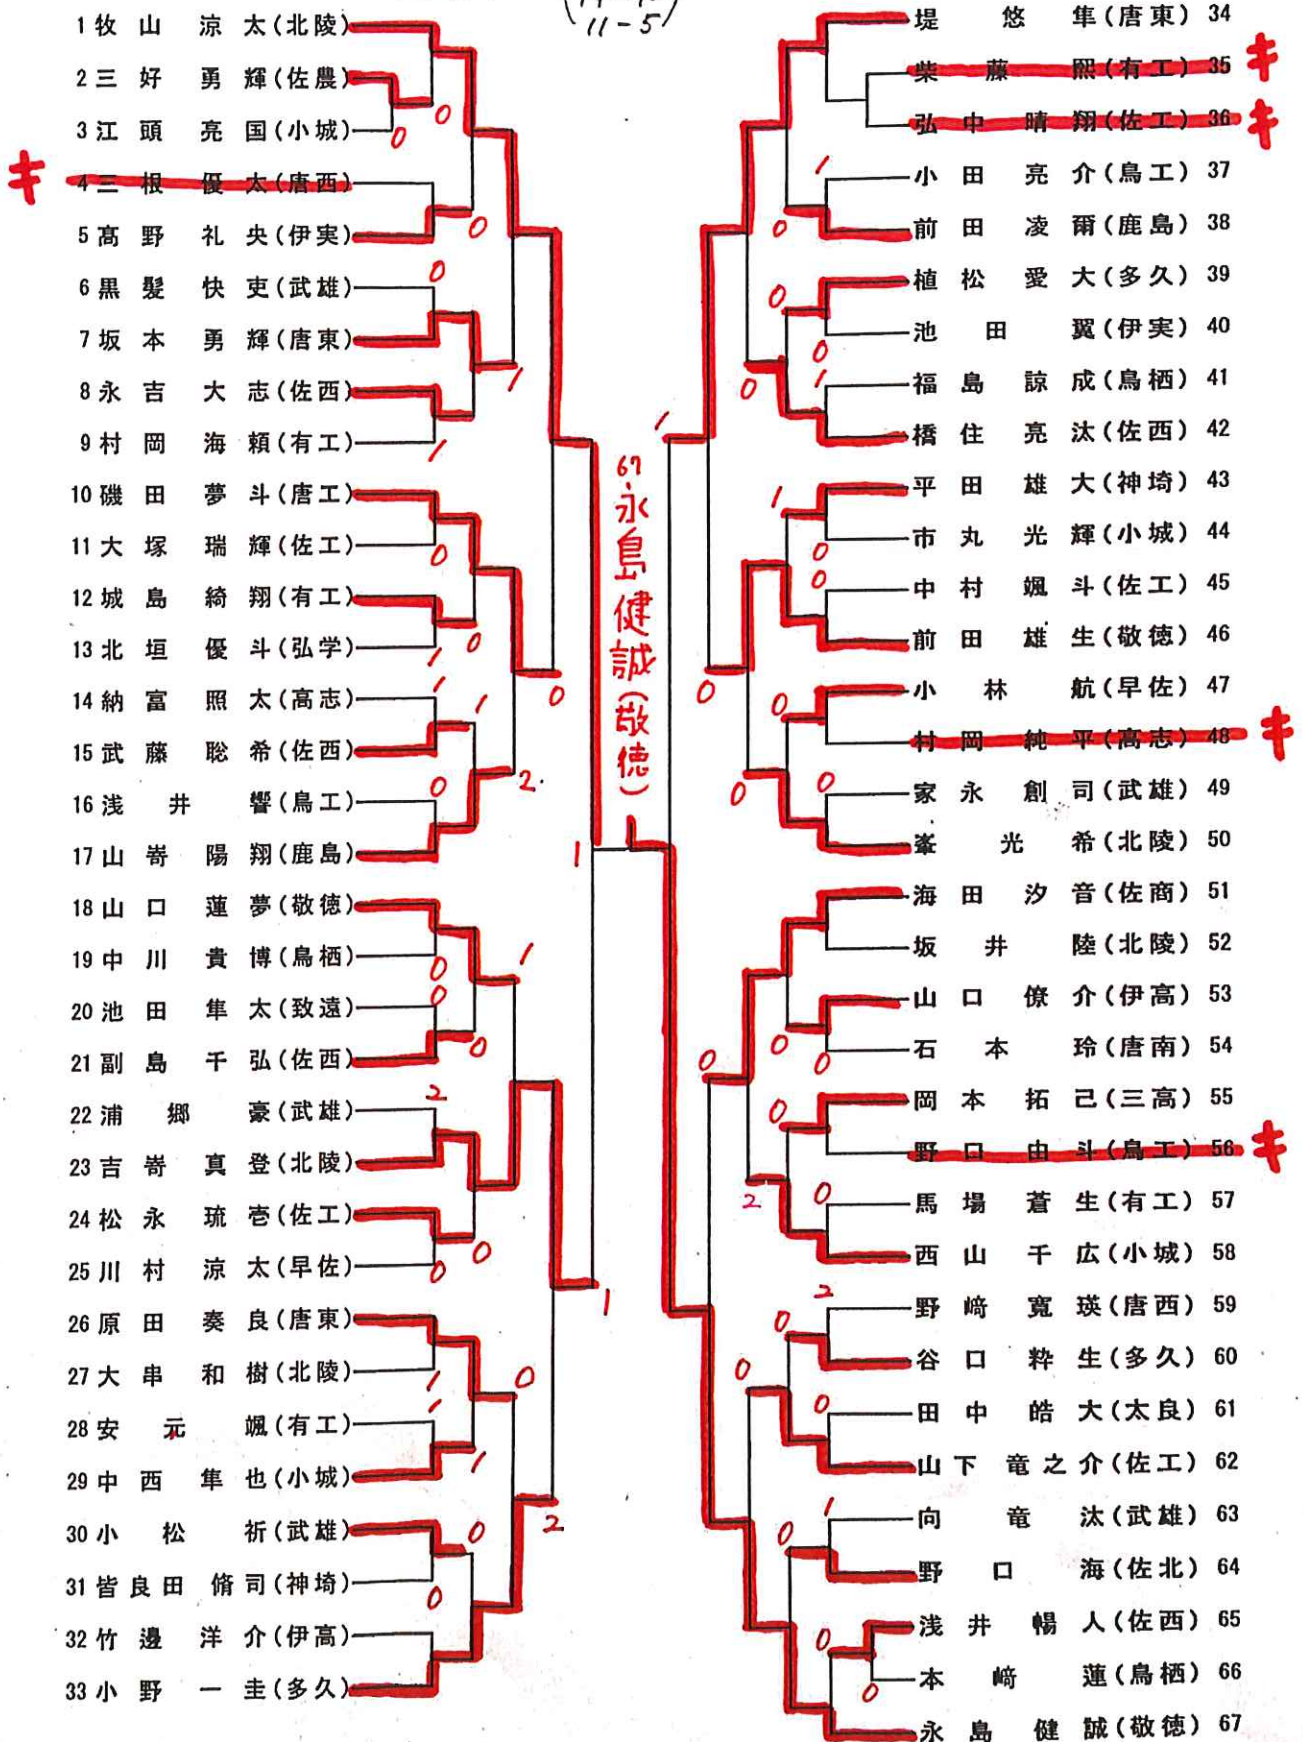 11-5
1 牧山 涼太(北陵)
2 三好 勇輝(佐農)
3 江頭 亮国(小城)
4 三根 優太(唐西)
5 髙野 礼央(伊実)
6 黒髪 快吏(武雄)
7 坂本 勇輝(唐東)
8 永吉 大志(佐西)
9 村岡 海頼(有工)
10 磯田 夢斗(唐工)
11 大塚 瑞輝(佐工)
12 城島 綺翔(有工)
13 北垣 優斗(弘学)
14 納富 照太(高志)
15 武藤 聡希(佐西)
16 浅井 響(鳥工)
17 山嵜 陽翔(鹿島)
18 山口 蓮夢(敬徳)
19 中川 貴博(鳥栖)
20 池田 隼太(致遠)
21 副島 千弘(佐西)
22 浦郷 豪(武雄)
23 吉嵜 真登(北陵)
24 松永 琉壱(佐工)
25 川村 涼太(早佐)
26 原田 奏良(唐東)
27 大串 和樹(北陵)
28 安元 颯(有工)
29 中西 隼也(小城)
30 小松 祈(武雄)
31 皆良田 脩司(神埼)
32 竹邊 洋介(伊高)
33 小野 一圭(多久)
67 永島健誠(敬徳)
堤 悠隼(唐東) 34
柴藤 熙(有工) 35
弘中 晴翔(佐工) 36
小田 亮介(鳥工) 37
前田 凌爾(鹿島) 38
植松 愛大(多久) 39
池田 翼(伊実) 40
福島 諒成(鳥栖) 41
橋住 亮汰(佐西) 42
平田 雄大(神埼) 43
市丸 光輝(小城) 44
中村 颯斗(佐工) 45
前田 雄生(敬徳) 46
小林 航(早佐) 47
村岡 純平(高志) 48
家永 創司(武雄) 49
峯 光希(北陵) 50
海田 汐音(佐商) 51
坂井 陸(北陵) 52
山口 僚介(伊高) 53
石本 玲(唐南) 54
岡本 拓己(三高) 55
野口 由斗(鳥工) 56
馬場 蒼生(有工) 57
西山 千広(小城) 58
野﨑 寛瑛(唐西) 59
谷口 粋生(多久) 60
田中 皓大(太良) 61
山下 竜之介(佐工) 62
向 竜汰(武雄) 63
野口 海(佐北) 64
浅井 暢人(佐西) 65
本﨑 蓮(鳥栖) 66
永島 健誠(敬徳) 67